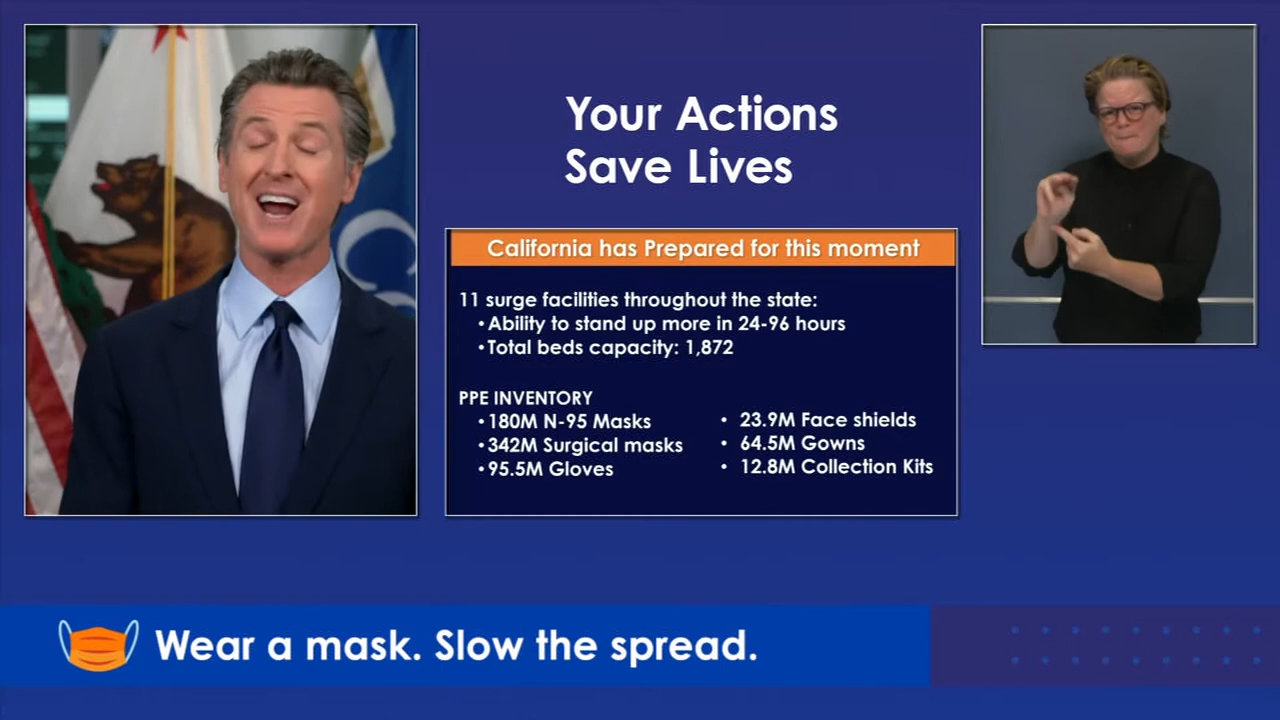 Your Actions
Save Lives
California has Prepared for this moment
11 surge facilities throughout the state:
•Ability to stand up more in 24-96 hours
•Total beds capacity: 1,872
PPE INVENTORY
•180M N-95 Masks
•342M Surgical masks
•95.5M Gloves
• 23.9M Face shields
• 64.5M Gowns
• 12.8M Collection Kits
Wear a mask. Slow the spread.